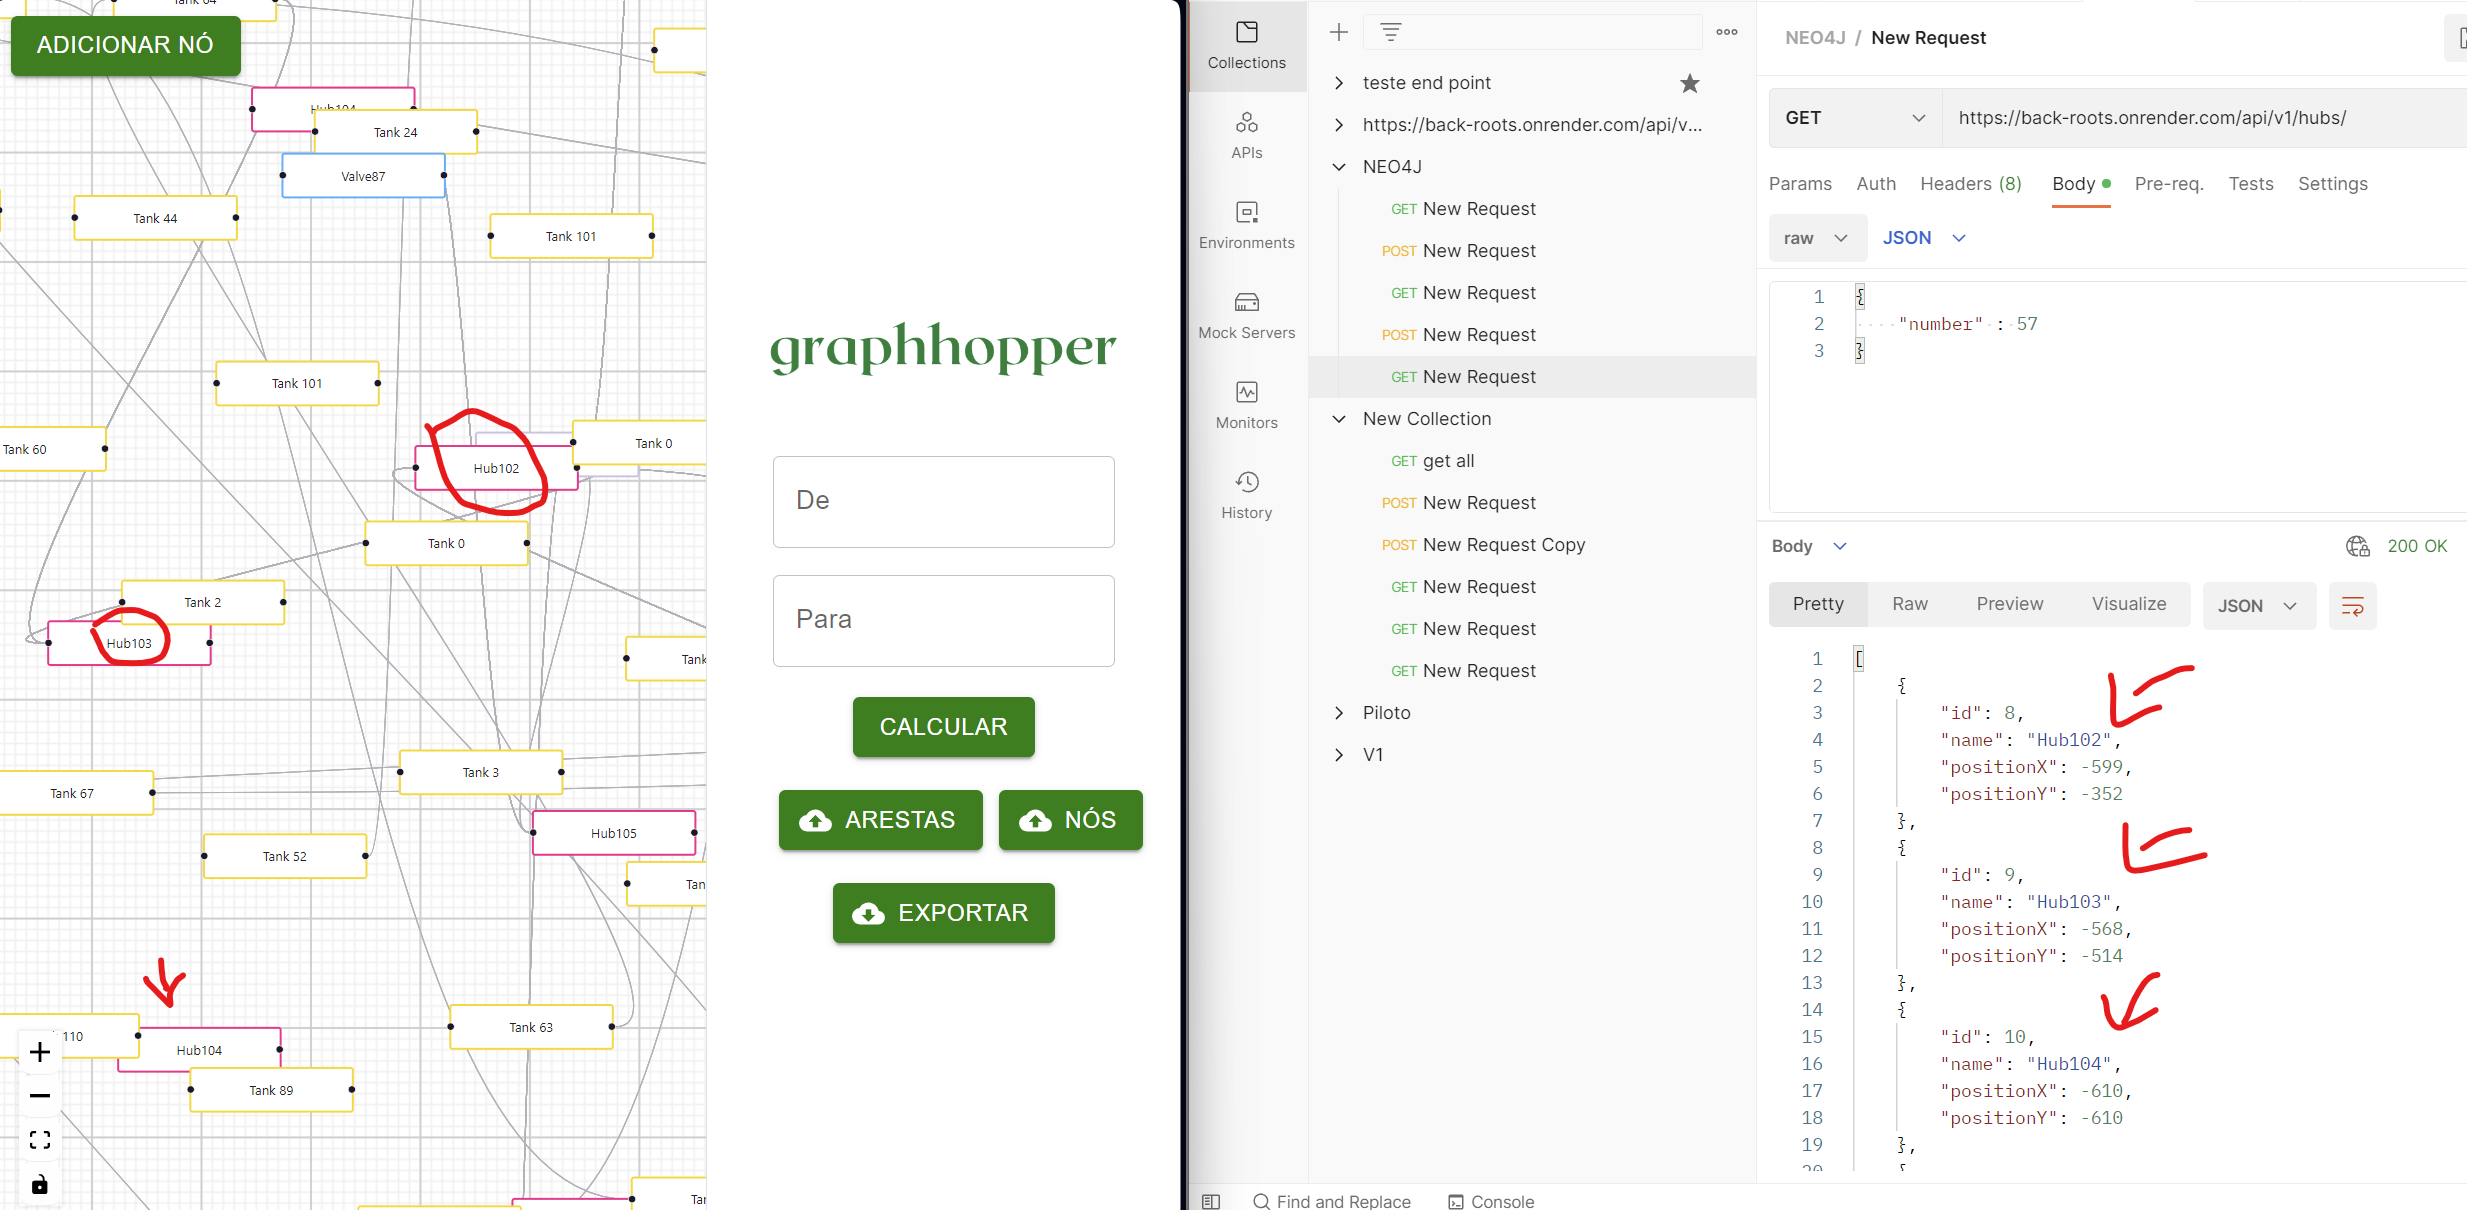 Tank 64
ADICIONAR NÓ
Hub104
Tank 24
Valve87
Tank 44
Tank 101
Tank 101
Tank 60
Hub102
Tank 0
Tank 0
Tank 2
Hub103
Tank
Tank 3
Tank 67
Hub105
Tank 52
Tan
110
Hub104
Tank 63
Tank 89
Tar
graphhopper
De
Para
CALCULAR
ARESTAS
NÓS
EXPORTAR
Collections
APIs
Environments
Mock Servers
Monitors
History
teste end point
https://back-roots.onrender.com/api/v...
NEO4J
GET New Request
POST New Request
GET New Request
POST New Request
GET New Request
New Collection
GET get all
POST New Request
POST New Request Copy
GET New Request
GET New Request
GET New Request
Piloto
V1
Find and Replace
Console
NEO4J / New Request
GET https://back-roots.onrender.com/api/v1/hubs/
Params Auth Headers (8) Body Pre-req. Tests Settings
raw JSON
1 {
2 "number" : 57
3 }
Body 200 OK
Pretty Raw Preview Visualize JSON
1 [
2 {
3 "id": 8,
4 "name": "Hub102",
5 "positionX": -599,
6 "positionY": -352
7 },
8 {
9 "id": 9,
10 "name": "Hub103",
11 "positionX": -568,
12 "positionY": -514
13 },
14 {
15 "id": 10,
16 "name": "Hub104",
17 "positionX": -610,
18 "positionY": -610
19 },
20 {